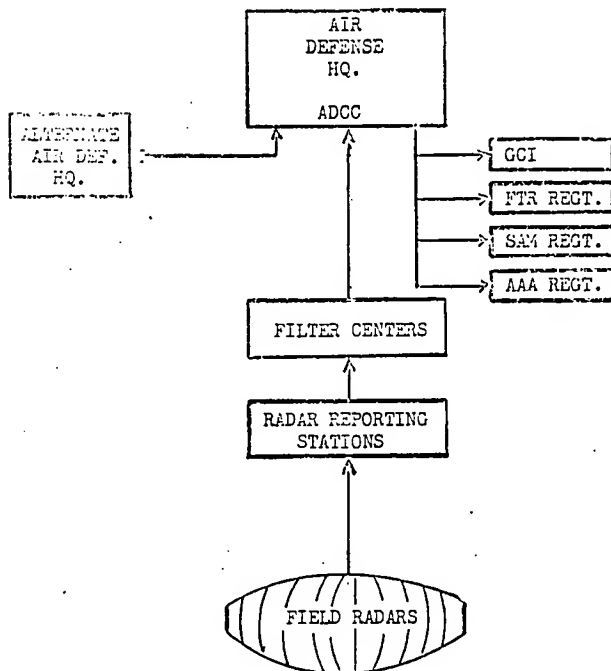 AIR
DEFENSE
HQ.
ADCC
ALTERNATE
AIR DEF.
HQ.
GCI
FTR REGT.
SAM REGT.
AAA REGT.
FILTER CENTERS
RADAR REPORTING
STATIONS
FIELD RADARS